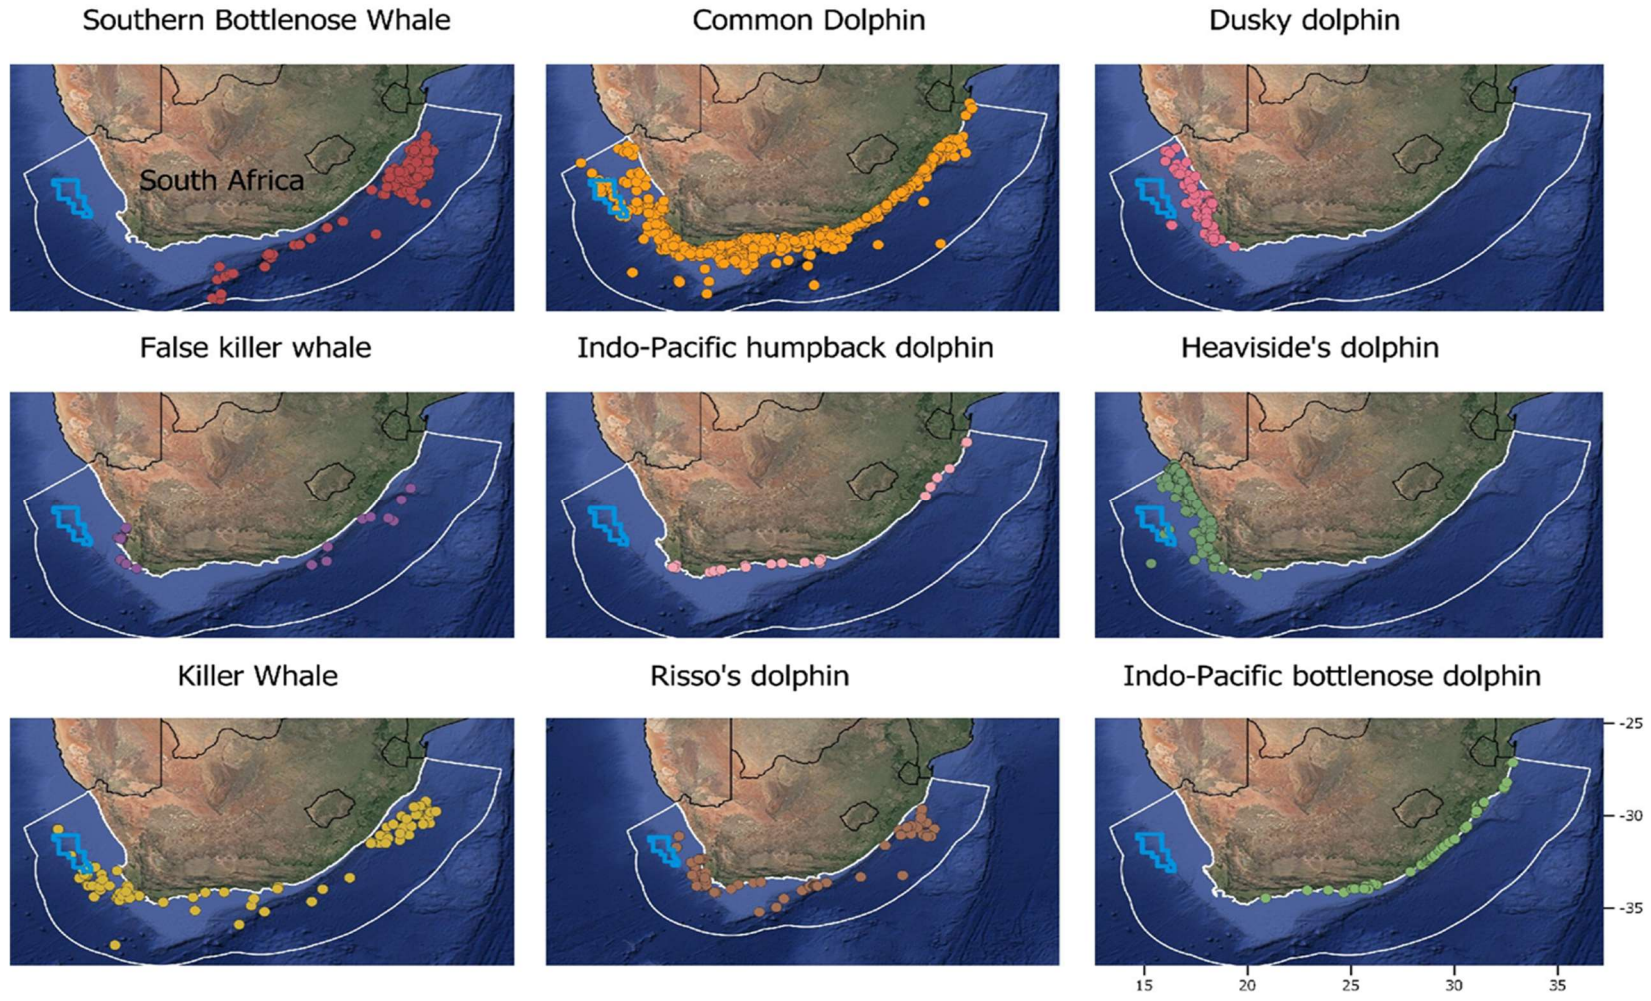 Southern Bottlenose Whale
Common Dolphin
Dusky dolphin
South Africa
False killer whale
Indo-Pacific humpback dolphin
Heaviside's dolphin
Killer Whale
Risso's dolphin
Indo-Pacific bottlenose dolphin
-25
-30
-35
15 20 25 30 35